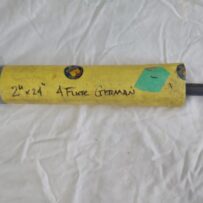 2" x 24" 4 Flute German